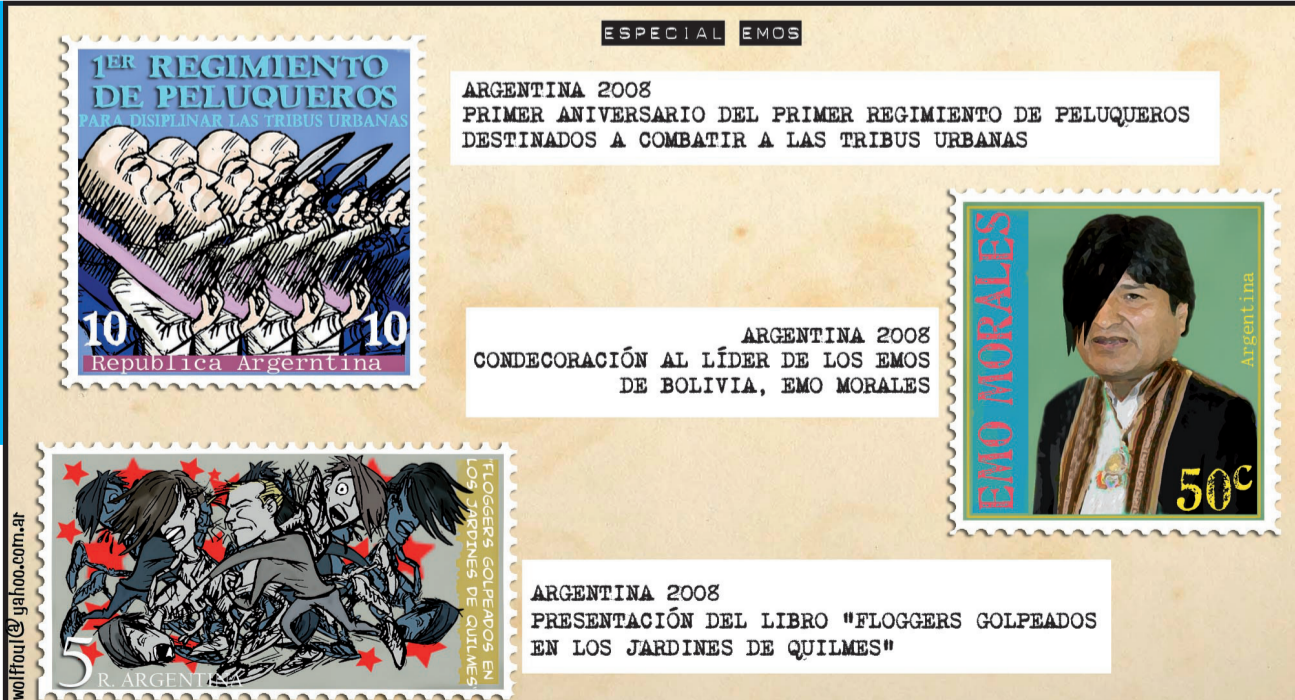 ESPECIAL EMOS
1ER REGIMIENTO
DE PELUQUEROS
PARA DISIPLINAR LAS TRIBUS URBANAS
10
10
Republica Argerntina
ARGENTINA 2008
PRIMER ANIVERSARIO DEL PRIMER REGIMIENTO DE PELUQUEROS
DESTINADOS A COMBATIR A LAS TRIBUS URBANAS
ARGENTINA 2008
CONDECORACIÓN AL LÍDER DE LOS EMOS
DE BOLIVIA, EMO MORALES
EMO MORALES
Argentina
50c
"FLOGGERS GOLPEADOS EN
LOS JARDINES DE QUILMES"
5
R. ARGENTINA
ARGENTINA 2008
PRESENTACIÓN DEL LIBRO "FLOGGERS GOLPEADOS
EN LOS JARDINES DE QUILMES"
wolffoul@yahoo.com.ar